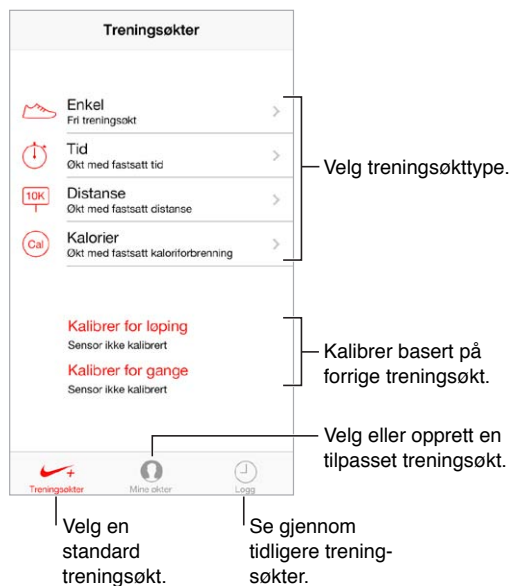 Treningsøkter
Enkel
Fri treningsøkt
Tid
Økt med fastsatt tid
10K
Distanse
Økt med fastsatt distanse
Cal
Kalorier
Økt med fastsatt kaloriforbrenning
Velg treningsøkttype.
Kalibrer for løping
Sensor ikke kalibrert
Kalibrer for gange
Sensor ikke kalibrert
Kalibrer basert på
forrige treningsøkt.
Velg eller opprett en
tilpasset treningsøkt.
Treningsøkter
Mine økter
Logg
Velg en
standard
treningsøkt.
Se gjennom
tidligere trening-
søkter.